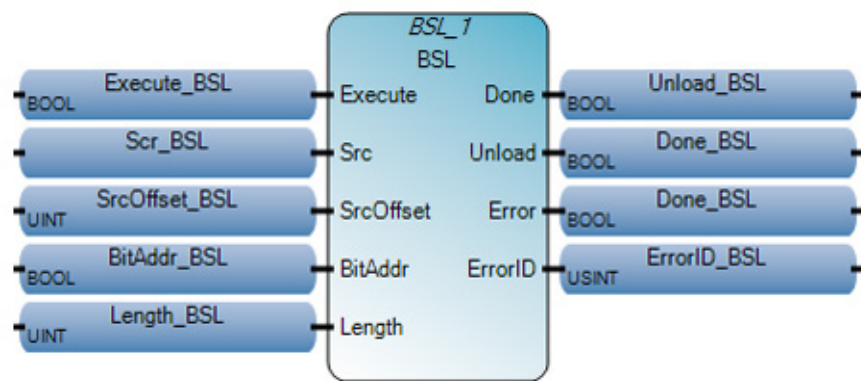 BSL_1
BSL
Execute_BSL
BOOL
Execute
Done
Unload_BSL
BOOL
Scr_BSL
Src
Unload
Done_BSL
BOOL
SrcOffset_BSL
UINT
SrcOffset
Error
Done_BSL
BOOL
BitAddr_BSL
BOOL
BitAddr
ErrorID
ErrorID_BSL
USINT
Length_BSL
UINT
Length